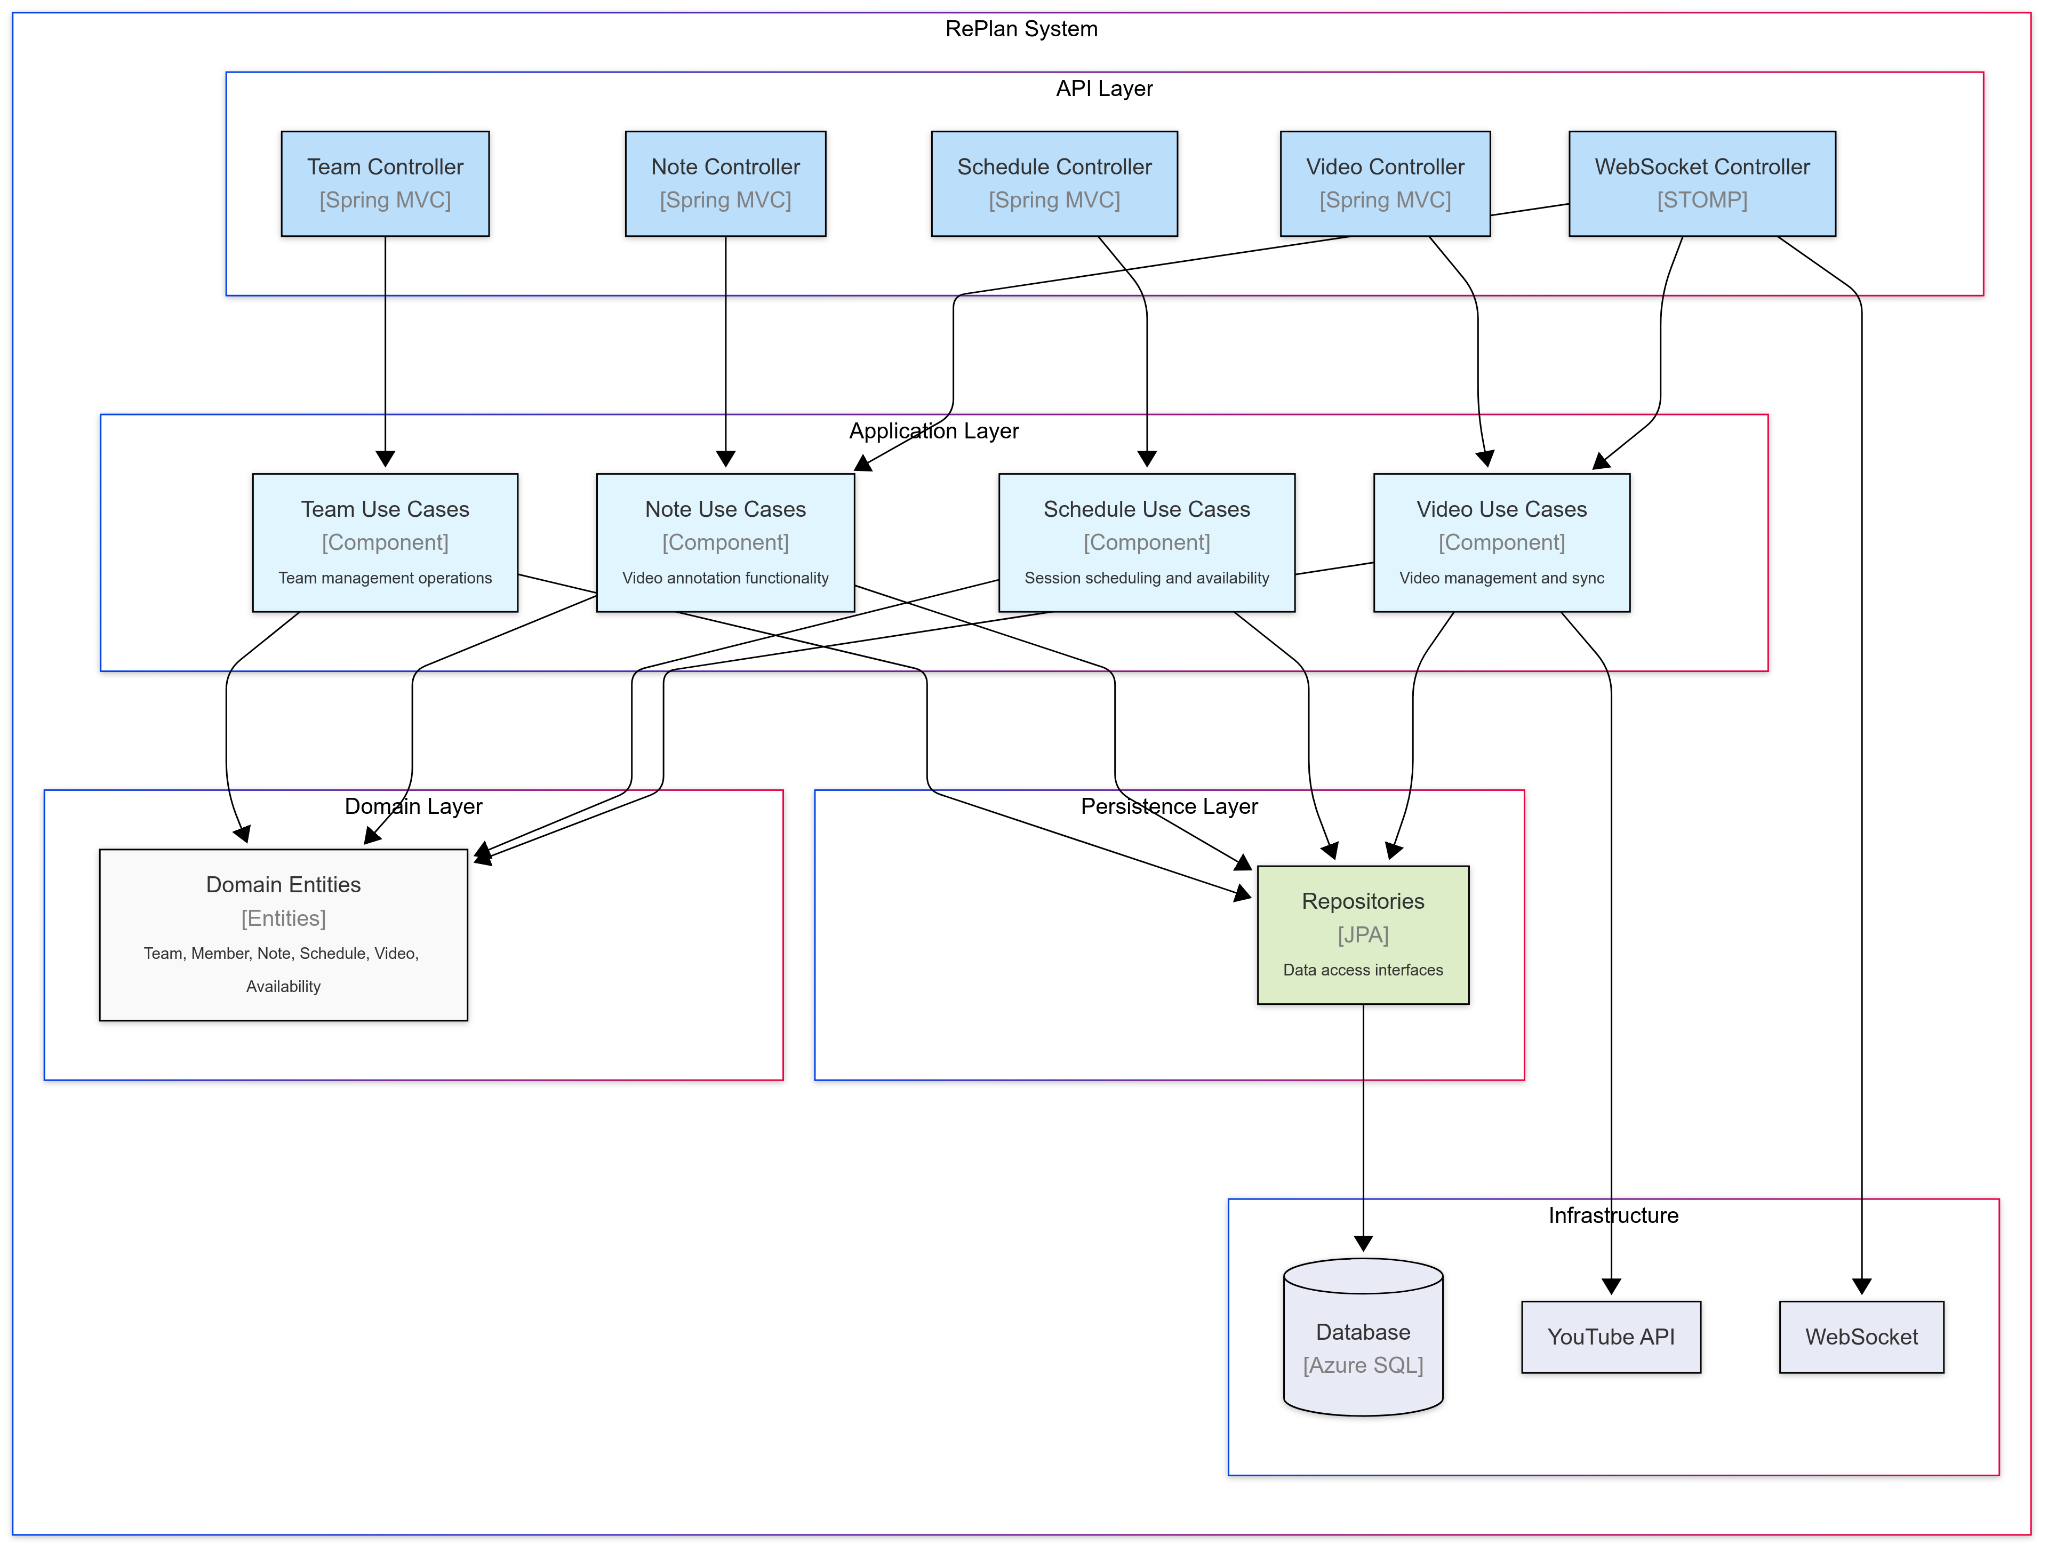 RePlan System
API Layer
Team Controller
[Spring MVC]
Note Controller
[Spring MVC]
Schedule Controller
[Spring MVC]
Video Controller
[Spring MVC]
WebSocket Controller
[STOMP]
Application Layer
Team Use Cases
[Component]
Team management operations
Note Use Cases
[Component]
Video annotation functionality
Schedule Use Cases
[Component]
Session scheduling and availability
Video Use Cases
[Component]
Video management and sync
Domain Layer
Domain Entities
[Entities]
Team, Member, Note, Schedule, Video,
Availability
Persistence Layer
Repositories
[JPA]
Data access interfaces
Infrastructure
Database
[Azure SQL]
YouTube API
WebSocket